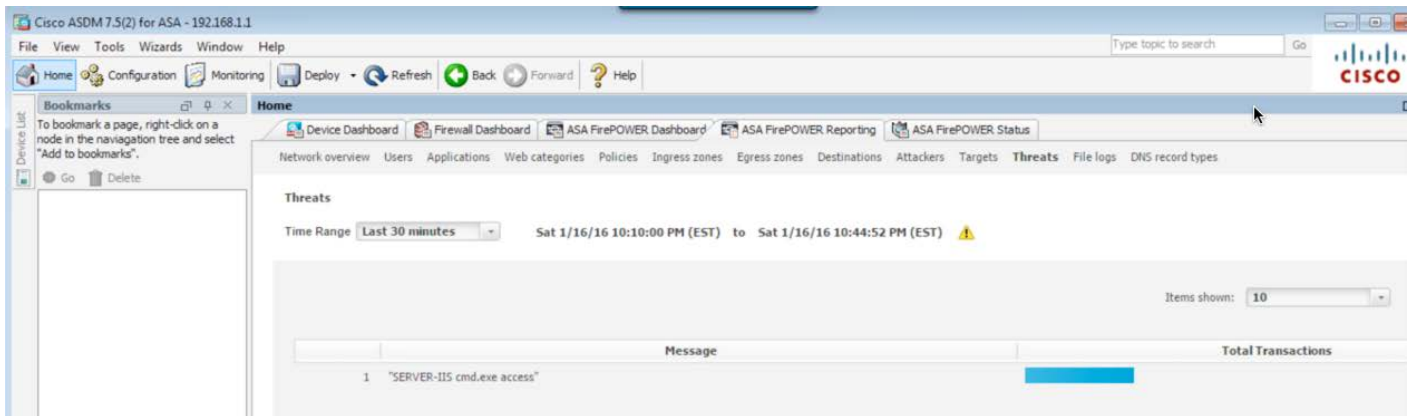 Cisco ASDM 7.5(2) for ASA - 192.168.1.1
File View Tools Wizards Window Help
Type topic to search Go
Home Configuration Monitoring Deploy Refresh Back Forward Help
CISCO
Device List
Bookmarks
To bookmark a page, right-click on a
node in the naviagation tree and select
"Add to bookmarks".
Go Delete
Home
Device Dashboard Firewall Dashboard ASA FirePOWER Dashboard ASA FirePOWER Reporting ASA FirePOWER Status
Network overview Users Applications Web categories Policies Ingress zones Egress zones Destinations Attackers Targets Threats File logs DNS record types
Threats
Time Range Last 30 minutes Sat 1/16/16 10:10:00 PM (EST) to Sat 1/16/16 10:44:52 PM (EST)
Items shown: 10
Message Total Transactions
1 "SERVER-IIS cmd.exe access"